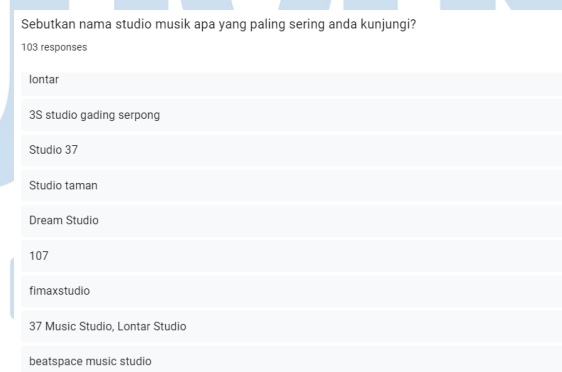 Sebutkan nama studio musik apa yang paling sering anda kunjungi?
103 responses
lontar
3S studio gading serpong
Studio 37
Studio taman
Dream Studio
107
fimaxstudio
37 Music Studio, Lontar Studio
beatspace music studio